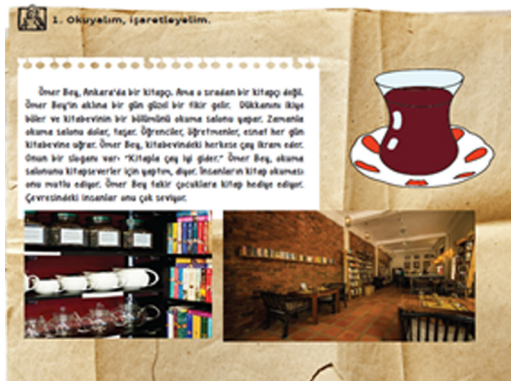 1. Okuyalım, işaretleyelim.
Ömer Bey, Ankara'da bir kitapçı. Ama o sıradan bir kitapçı değil.
Ömer Bey'in aklına bir gün güzel bir fikir gelir. Dükkanını ikiye
böler ve kitabevinin bir bölümünü okuma salonu yapar. Zamanla
okuma salonu dolar, taşar. Öğrenciler, öğretmenler, esnaf her gün
kitabevine uğrar. Ömer Bey, kitabevindeki herkese çay ikram eder.
Onun bir sloganı var: "Kitapla çay iyi gider." Ömer Bey, okuma
salonunu kitapseverler için yaptım, diyor. İnsanların kitap okuması
onu mutlu ediyor. Ömer Bey fakir çocuklara kitap hediye ediyor.
Çevresindeki insanlar onu çok seviyor.